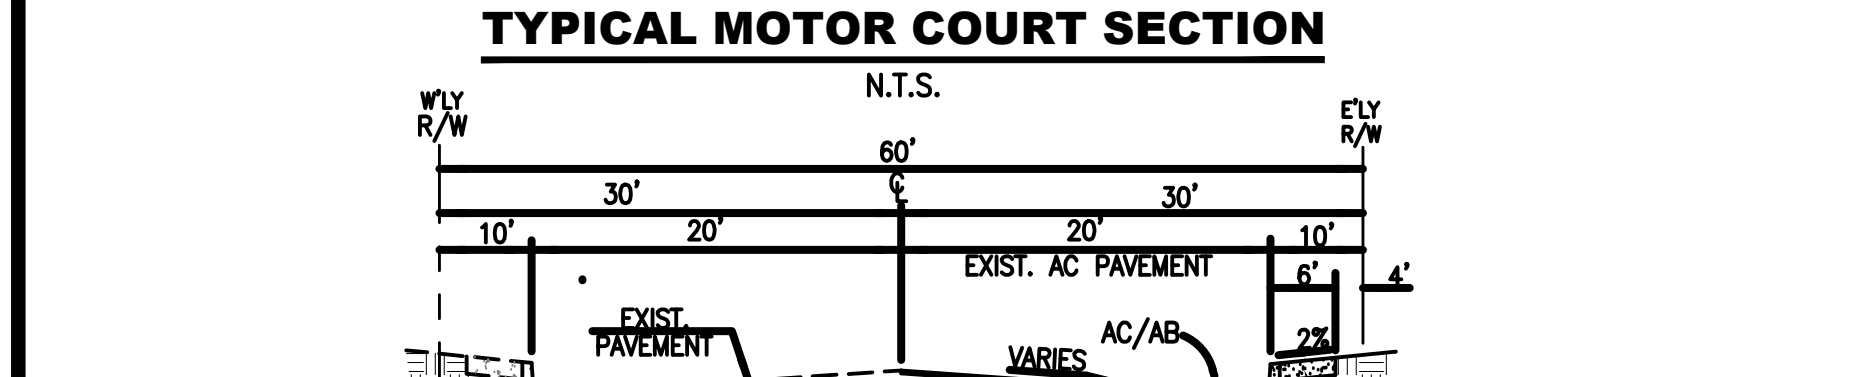 TYPICAL MOTOR COURT SECTION
N.T.S.
W'LY
R/W
E'LY
R/W
60'
30'
℄
30'
10'
20'
20'
10'
EXIST. AC PAVEMENT
6'
4'
EXIST.
PAVEMENT
AC/AB
2%
VARIES